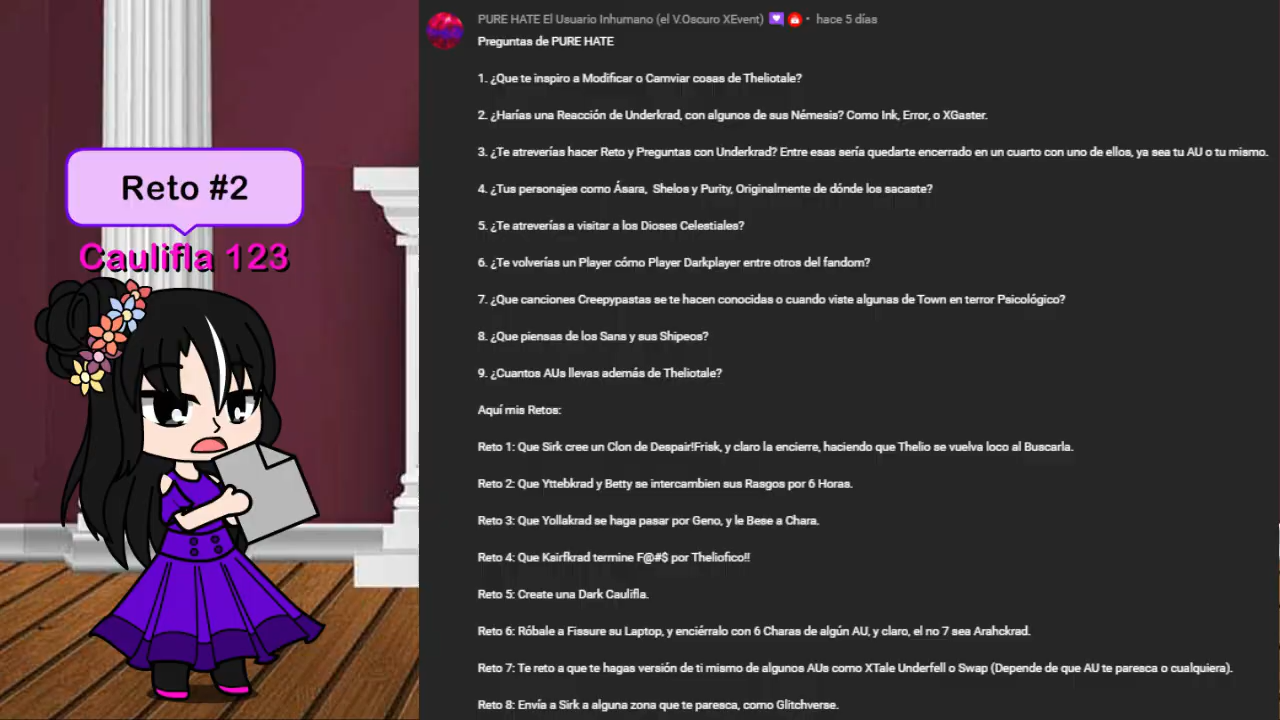 Reto #2
Caulifla 123
PURE HATE El Usuario Inhumano (el V.Oscuro XEvent) • hace 5 días
Preguntas de PURE HATE
1. ¿Que te inspiro a Modificar o Camviar cosas de Theliotale?
2. ¿Harías una Reacción de Underkrad, con algunos de sus Némesis? Como Ink, Error, o XGaster.
3. ¿Te atreverías hacer Reto y Preguntas con Underkrad? Entre esas sería quedarte encerrado en un cuarto con uno de ellos, ya sea tu AU o tu mismo.
4. ¿Tus personajes como Ásara, Shelos y Purity, Originalmente de dónde los sacaste?
5. ¿Te atreverías a visitar a los Dioses Celestiales?
6. ¿Te volverías un Player cómo Player Darkplayer entre otros del fandom?
7. ¿Que canciones Creepypastas se te hacen conocidas o cuando viste algunas de Town en terror Psicológico?
8. ¿Que piensas de los Sans y sus Shipeos?
9. ¿Cuantos AUs llevas además de Theliotale?
Aquí mis Retos:
Reto 1: Que Sirk cree un Clon de Despair!Frisk, y claro la encierre, haciendo que Thelio se vuelva loco al Buscarla.
Reto 2: Que Yttebkrad y Betty se intercambien sus Rasgos por 6 Horas.
Reto 3: Que Yollakrad se haga pasar por Geno, y le Bese a Chara.
Reto 4: Que Ksirfkrad termine F@#$ por Theliofico!!
Reto 5: Create una Dark Caulifla.
Reto 6: Róbale a Fissure su Laptop, y enciérralo con 6 Charas de algún AU, y claro, el no 7 sea Arahckrad.
Reto 7: Te reto a que te hagas versión de ti mismo de algunos AUs como XTale Underfell o Swap (Depende de que AU te paresca o cualquiera).
Reto 8: Envía a Sirk a alguna zona que te paresca, como Glitchverse.